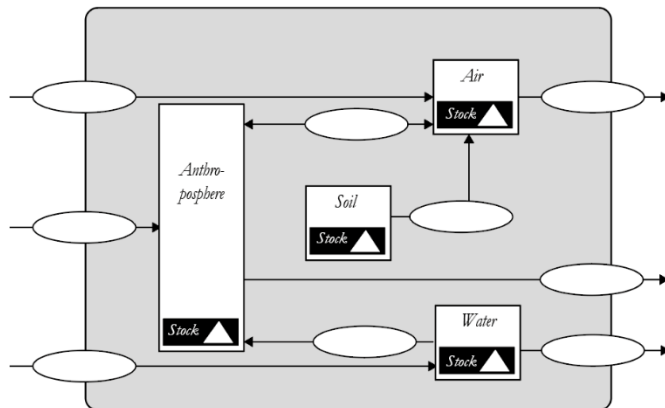 Air
Stock
Anthro-
posphere
Soil
Stock
Stock
Water
Stock